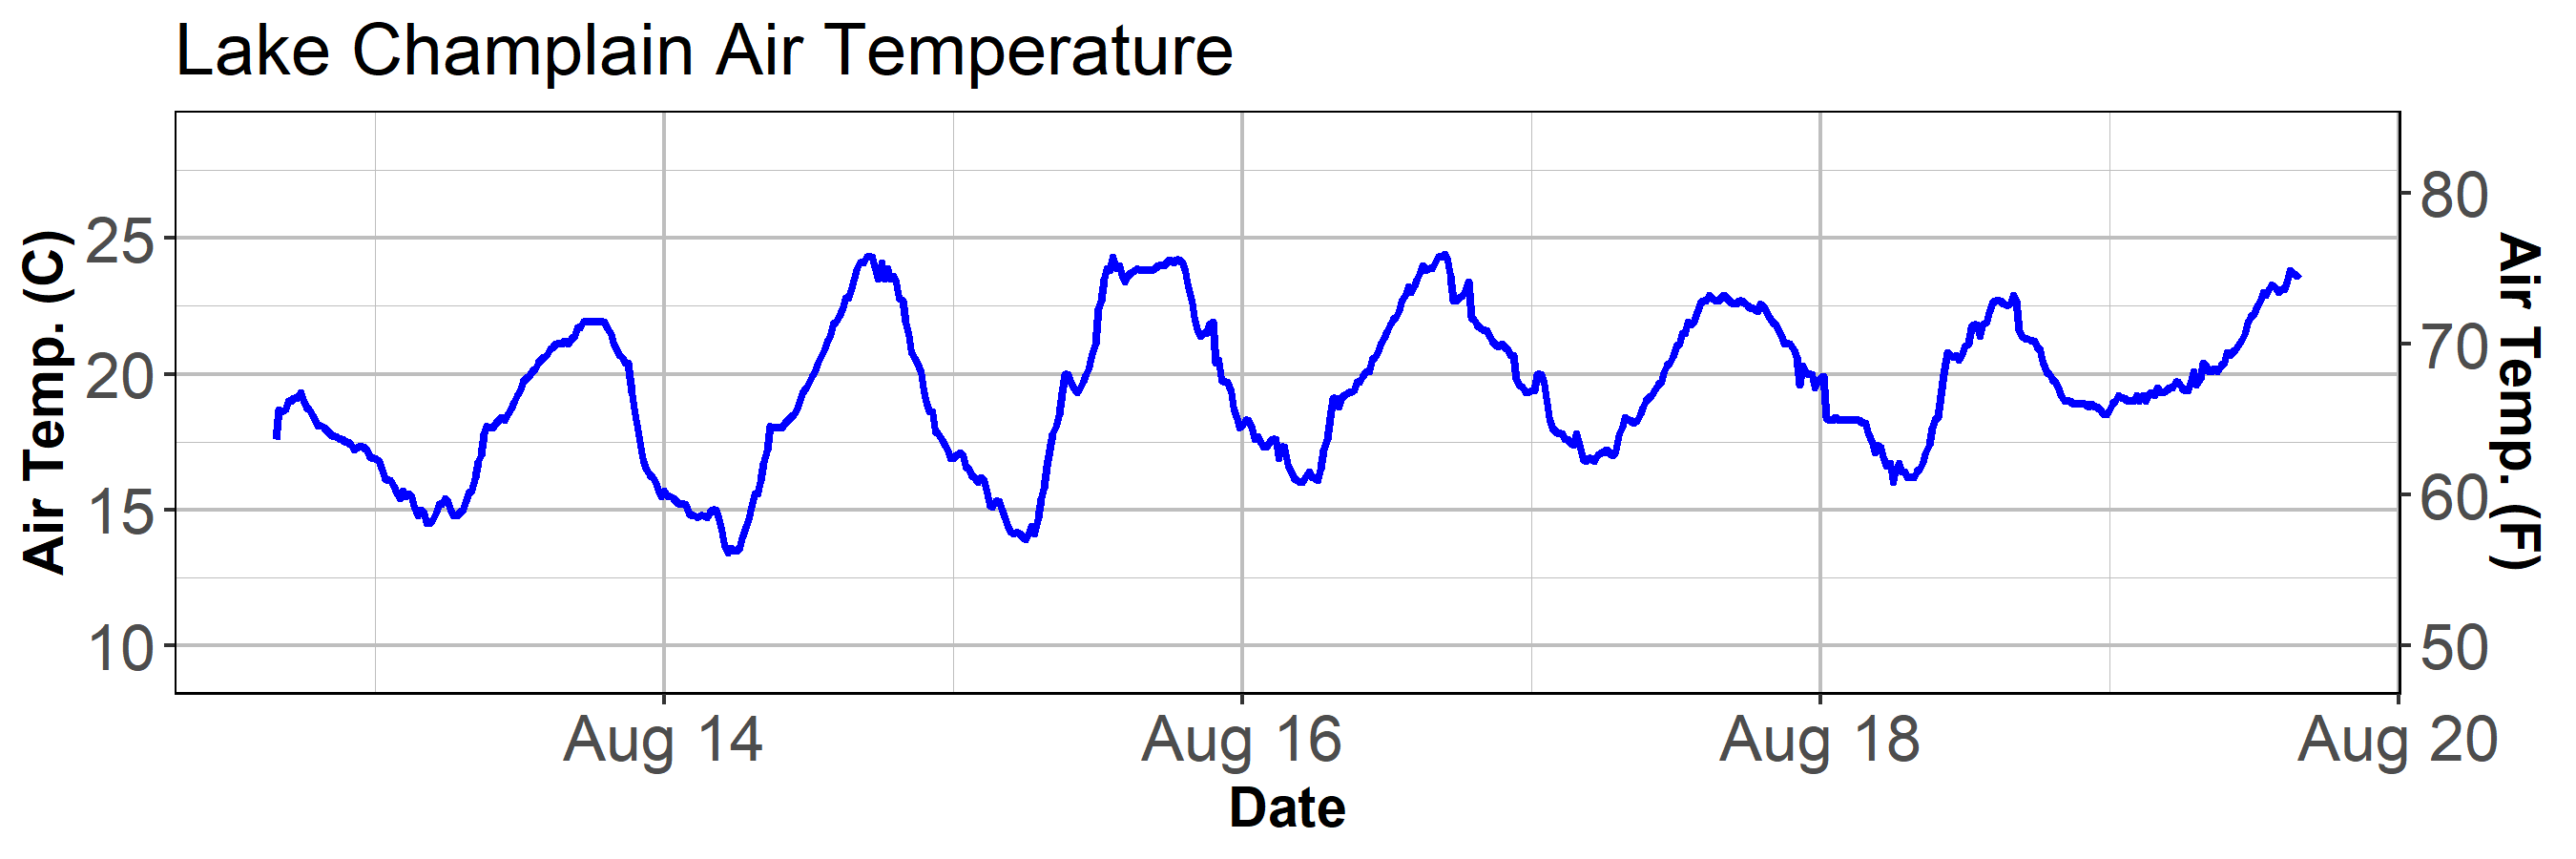 Lake Champlain Air Temperature
Air Temp. (C)
25
20
15
10
80
70
60
50
Air Temp. (F)
Aug 14
Aug 16
Aug 18
Aug 20
Date